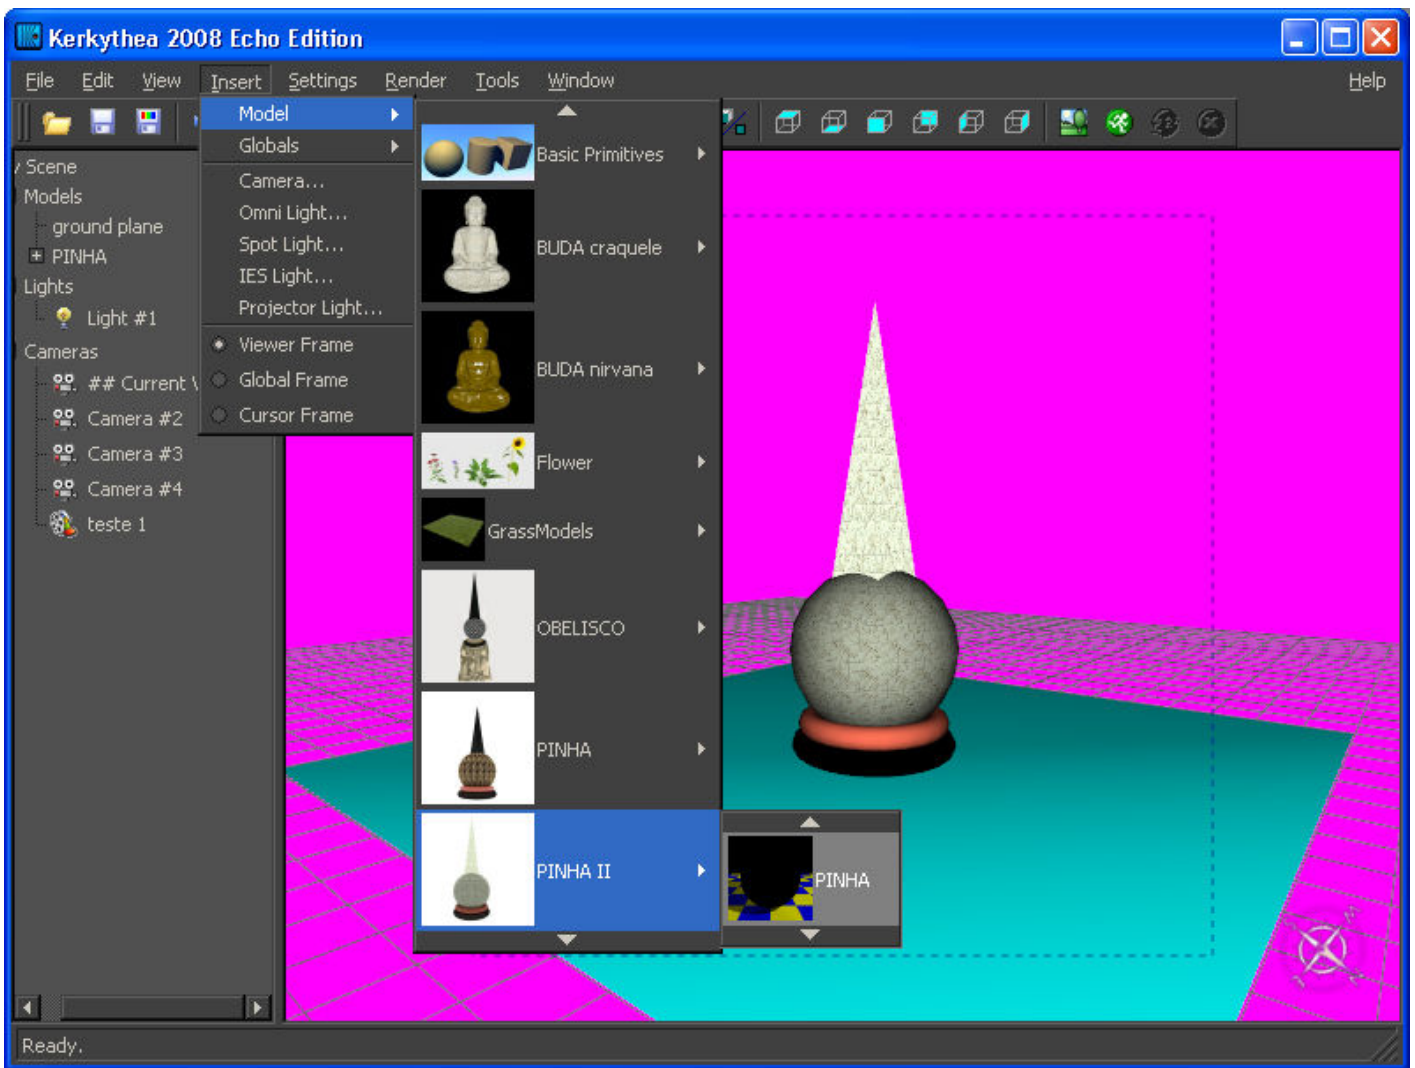 Kerkythea 2008 Echo Edition
File Edit View Insert Settings Render Tools Window Help
Scene
Models
ground plane
PINHA
Lights
Light #1
Cameras
## Current
Camera #2
Camera #3
Camera #4
teste 1
Model
Globals
Camera...
Omni Light...
Spot Light...
IES Light...
Projector Light...
Viewer Frame
Global Frame
Cursor Frame
Basic Primitives
BUDA craquele
BUDA nirvana
Flower
GrassModels
OBELISCO
PINHA
PINHA II
PINHA
Ready.